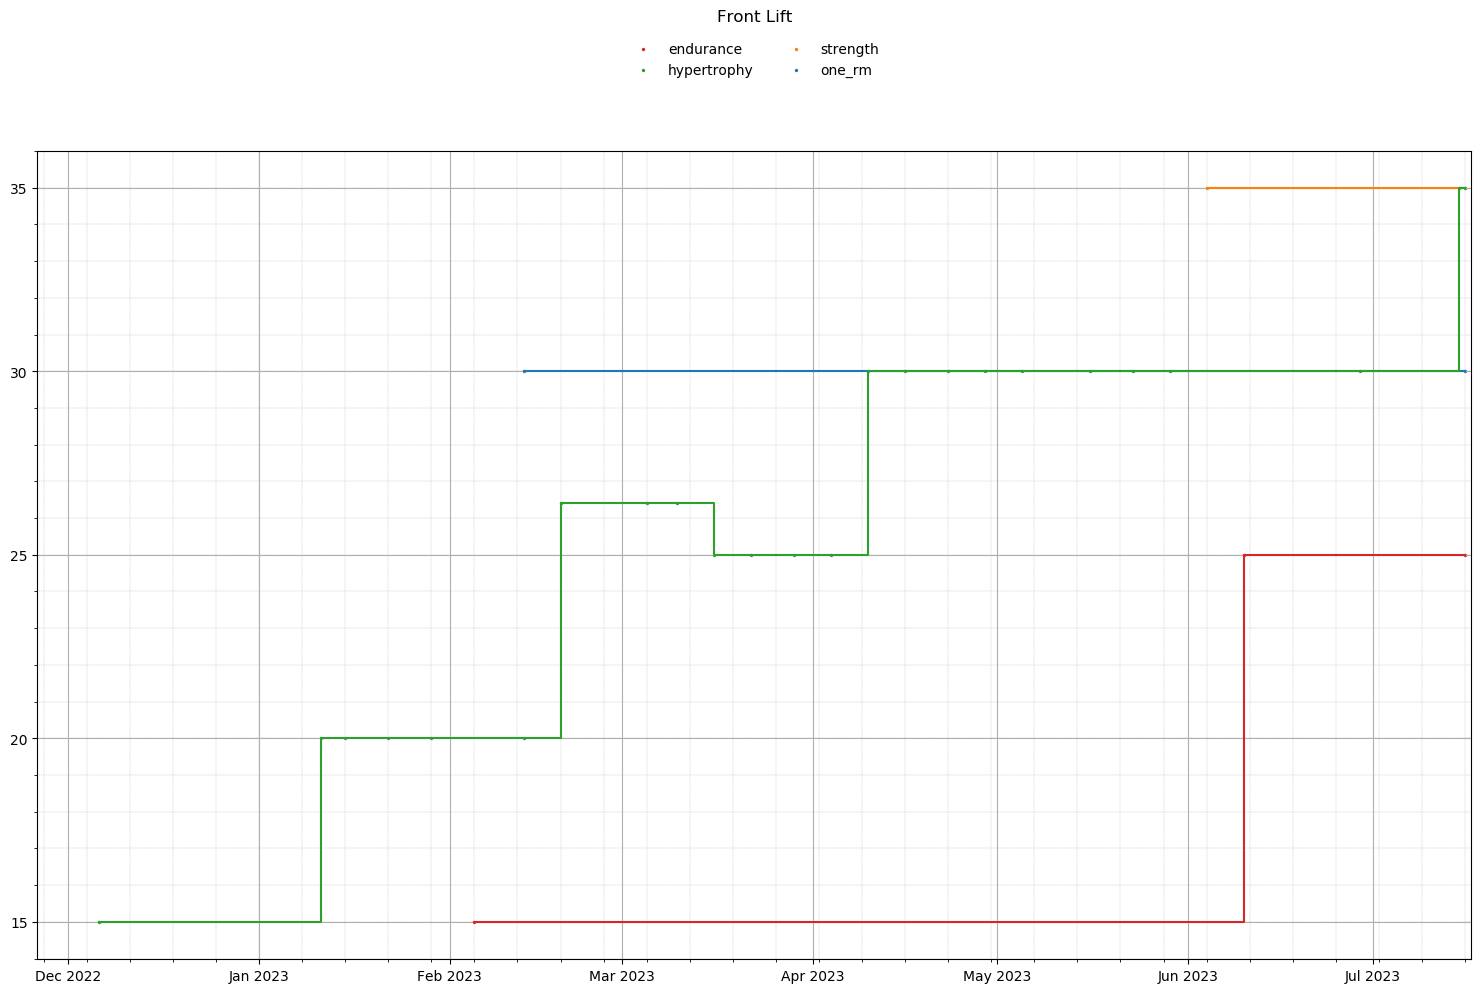 Front Lift
endurance strength
hypertrophy one_rm
35
30
25
20
15
Dec 2022 Jan 2023 Feb 2023 Mar 2023 Apr 2023 May 2023 Jun 2023 Jul 2023